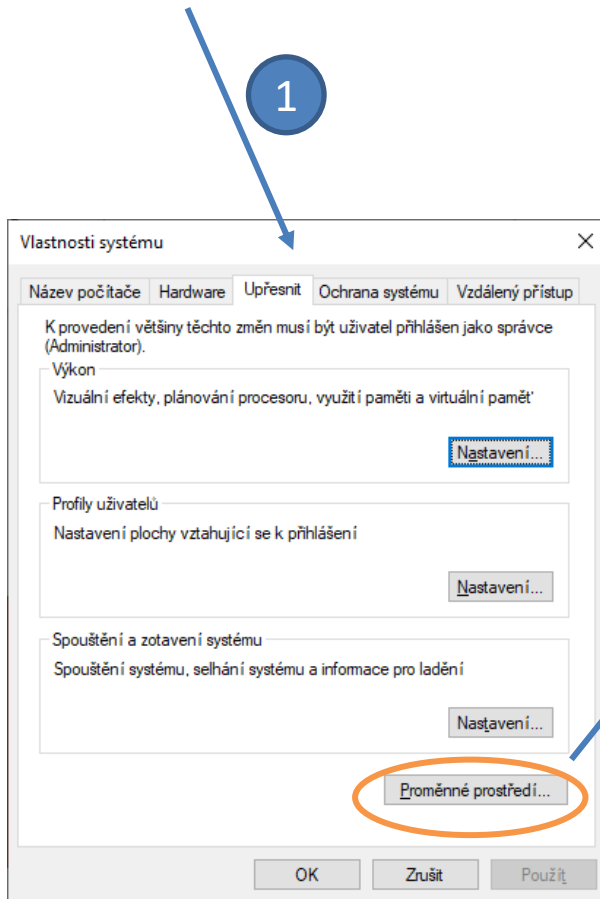 1
Vlastnosti systému
Název počítače Hardware Upřesnit Ochrana systému Vzdálený přístup
K provedení většiny těchto změn musí být uživatel přihlášen jako správce
(Administrator).
Výkon
Vizuální efekty, plánování procesoru, využití paměti a virtuální paměť
Nastavení...
Profily uživatelů
Nastavení plochy vztahující se k přihlášení
Nastavení...
Spouštění a zotavení systému
Spouštění systému, selhání systému a informace pro ladění
Nastavení...
Proměnné prostředí...
OK Zrušit Použít